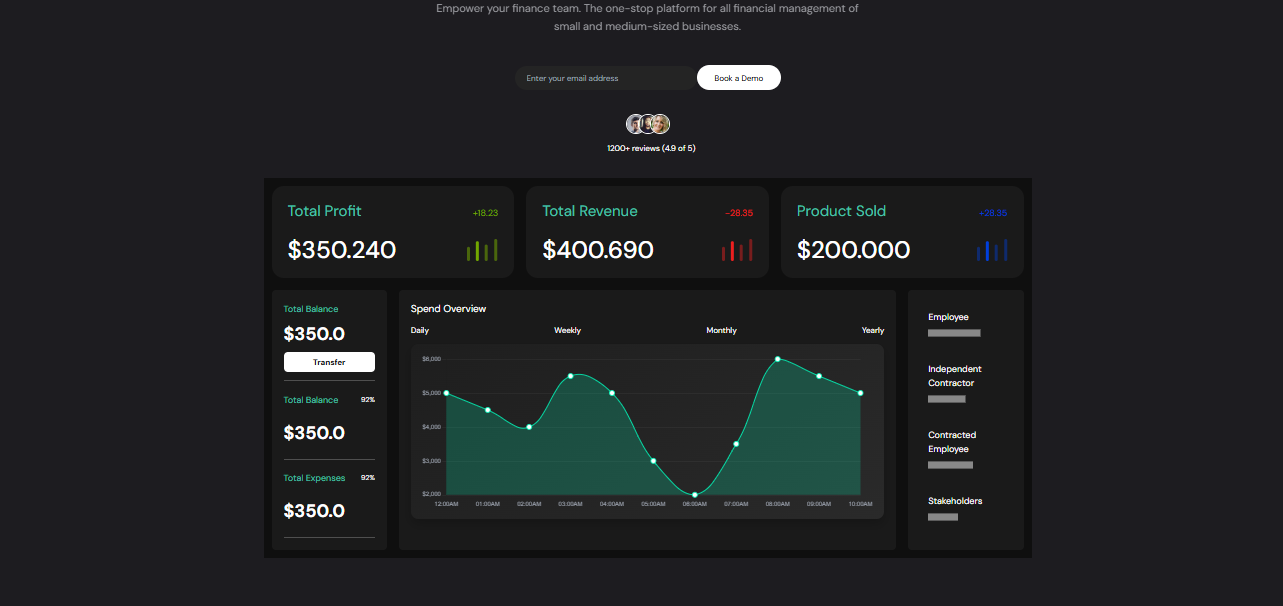 Empower your finance team. The one-stop platform for all financial management of
small and medium-sized businesses.
Enter your email address
Book a Demo
1200+ reviews (4.9 of 5)
Total Profit
+18.23
$350.240
Total Revenue
-28.35
$400.690
Product Sold
+28.35
$200.000
Total Balance
$350.0
Transfer
Total Balance 92%
$350.0
Total Expenses 92%
$350.0
Spend Overview
Daily Weekly Monthly Yearly
$6,000
$5,000
$4,000
$3,000
$2,000
12:00AM 01:00AM 02:00AM 03:00AM 04:00AM 05:00AM 06:00AM 07:00AM 08:00AM 09:00AM 10:00AM
Employee
Independent
Contractor
Contracted
Employee
Stakeholders